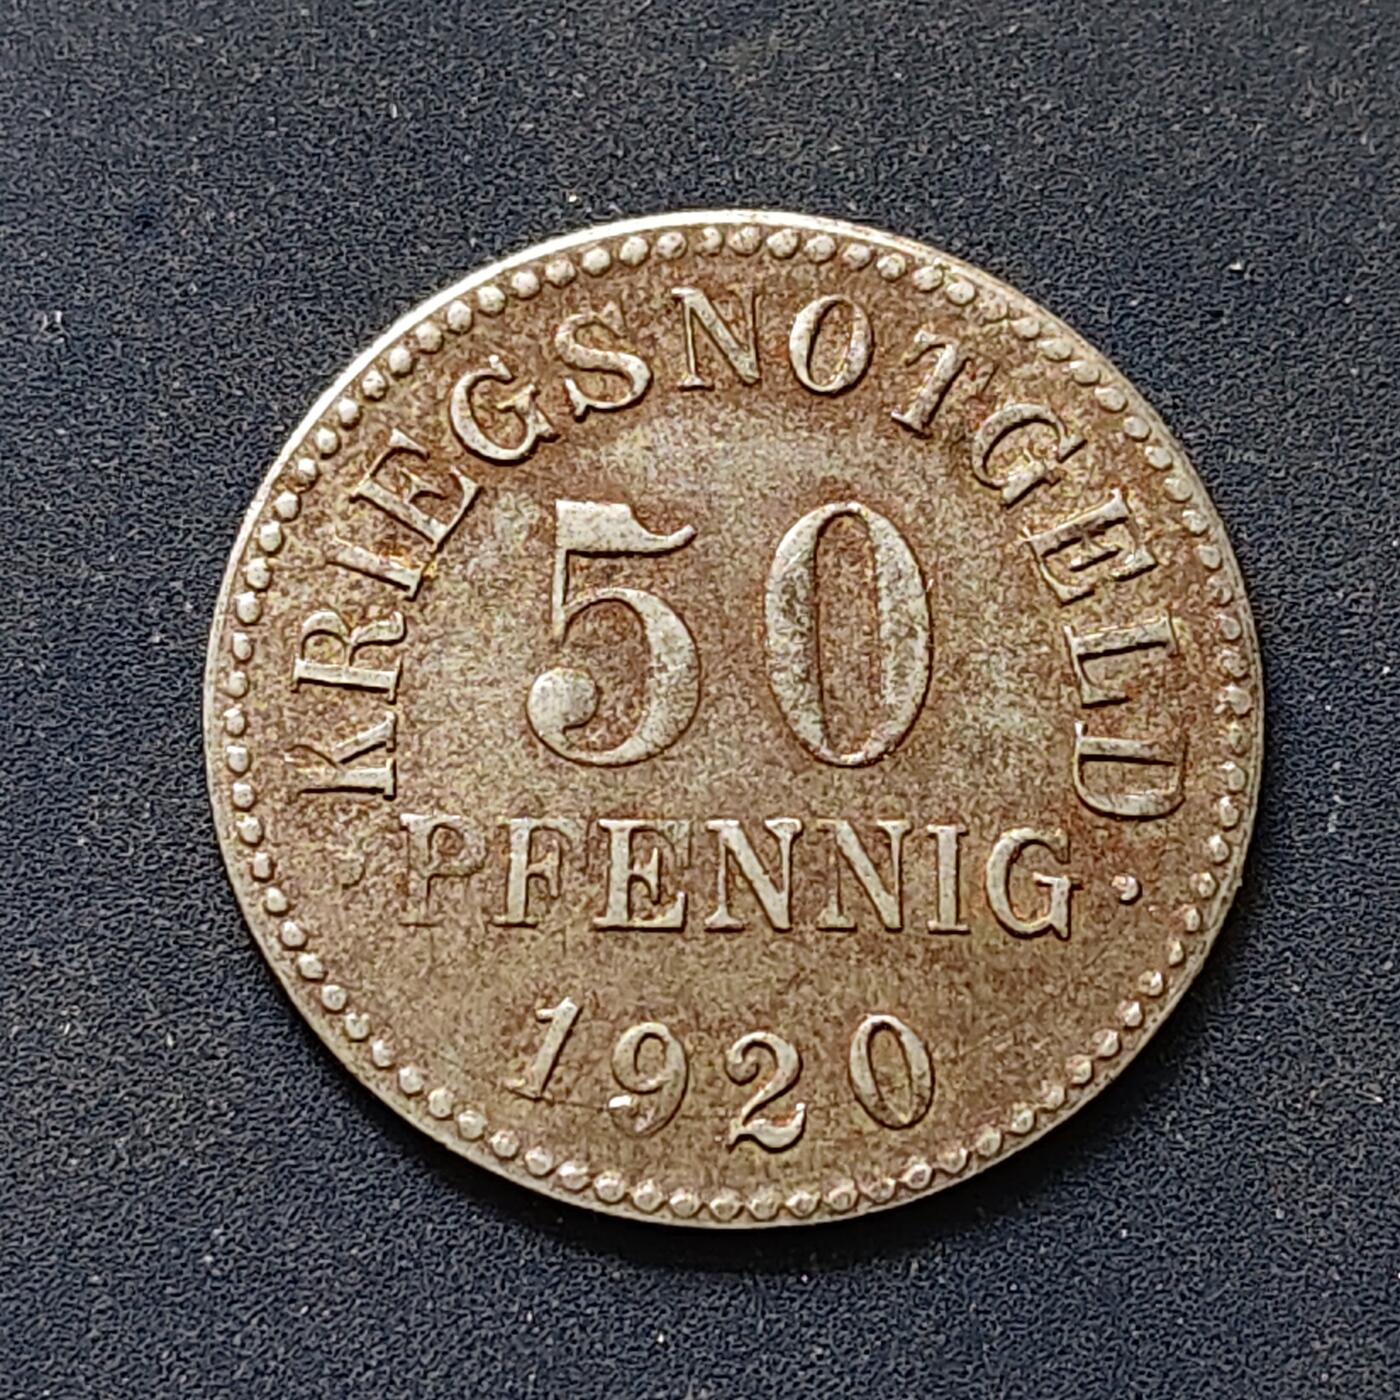 KRIEGSNOTGELD
50
PFENNIG
1920